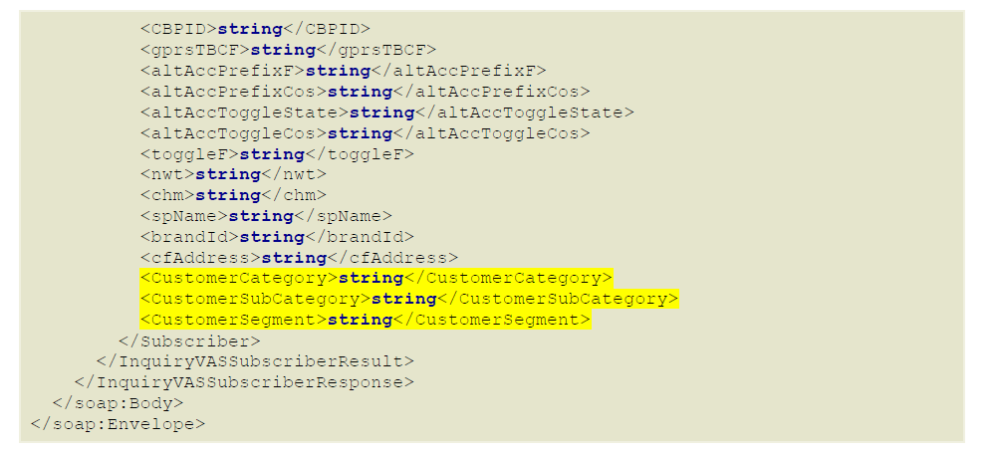 <CBPID>string</CBPID>
<gprsTBCF>string</gprsTBCF>
<altAccPrefixF>string</altAccPrefixF>
<altAccPrefixCos>string</altAccPrefixCos>
<altAccToggleState>string</altAccToggleState>
<altAccToggleCos>string</altAccToggleCos>
<toggleF>string</toggleF>
<nwt>string</nwt>
<chm>string</chm>
<spName>string</spName>
<brandId>string</brandId>
<cfAddress>string</cfAddress>
<CustomerCategory>string</CustomerCategory>
<CustomerSubCategory>string</CustomerSubCategory>
<CustomerSegment>string</CustomerSegment>
</Subscriber>
</InquiryVASSubscriberResult>
</InquiryVASSubscriberResponse>
</soap:Body>
</soap:Envelope>